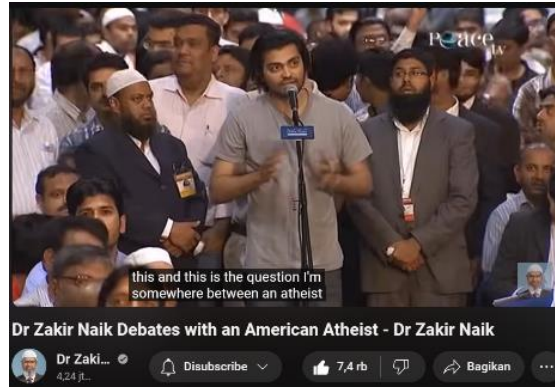 Peace
tv
this and this is the question I'm
somewhere between an atheist
Dr Zakir Naik Debates with an American Atheist - Dr Zakir Naik
Dr Zaki...
4,24 jt...
Disubscribe
7,4 rb
Bagikan